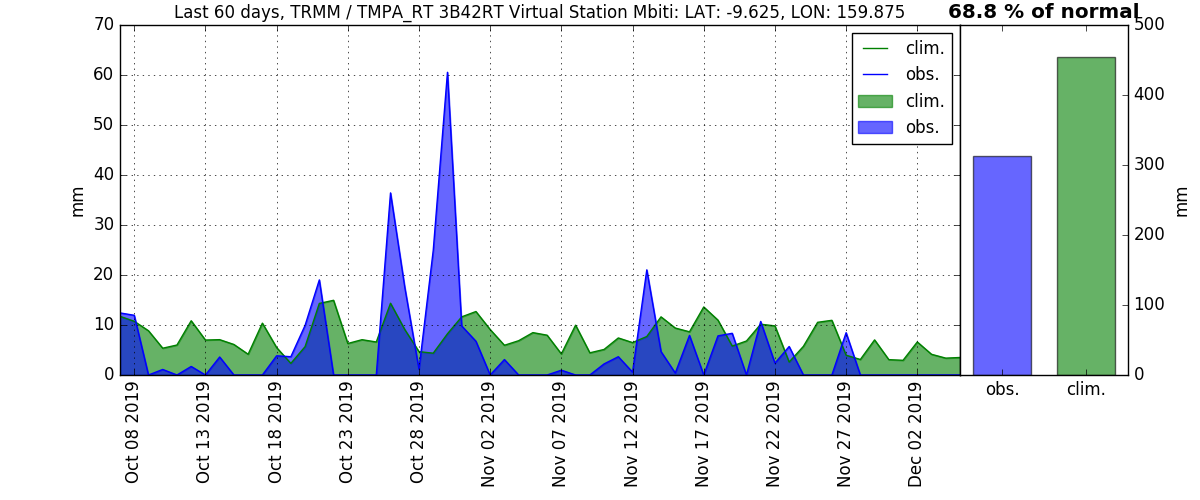 Last 60 days, TRMM / TMPA_RT 3B42RT Virtual Station Mbiti: LAT: -9.625, LON: 159.875
68.8 % of normal
70
60
50
40
30
20
10
0
mm
clim.
obs.
clim.
obs.
Oct 08 2019
Oct 13 2019
Oct 18 2019
Oct 23 2019
Oct 28 2019
Nov 02 2019
Nov 07 2019
Nov 12 2019
Nov 17 2019
Nov 22 2019
Nov 27 2019
Dec 02 2019
500
400
300
200
100
0
mm
obs.
clim.